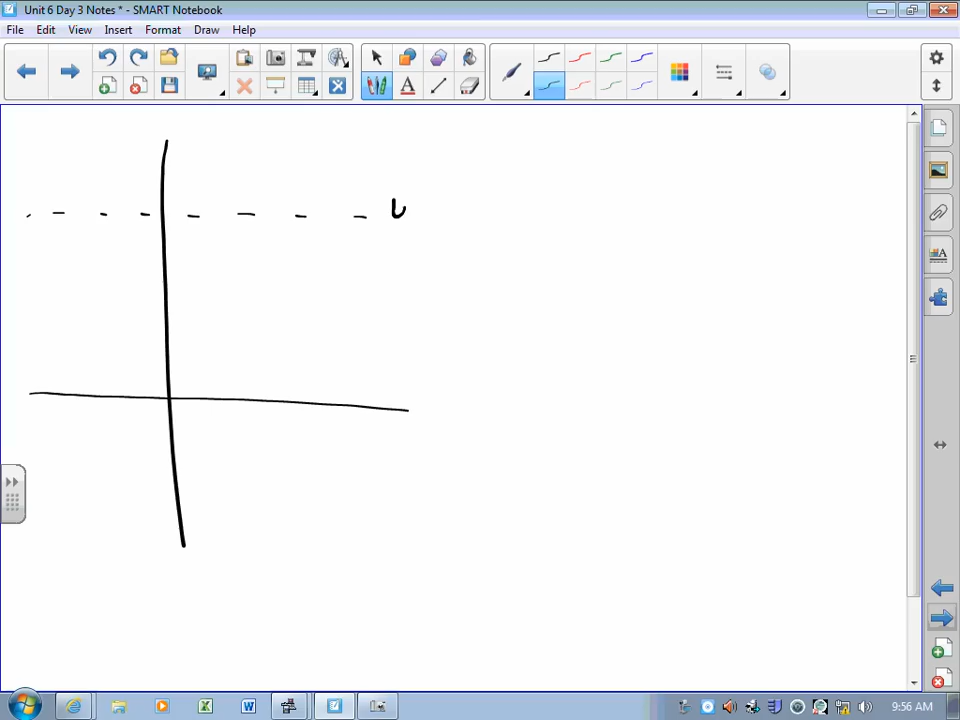 Unit 6 Day 3 Notes * - SMART Notebook
File Edit View Insert Format Draw Help
9:56 AM